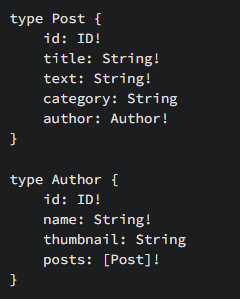 type Post {
    id: ID!
    title: String!
    text: String!
    category: String
    author: Author!
}

type Author {
    id: ID!
    name: String!
    thumbnail: String
    posts: [Post]!
}